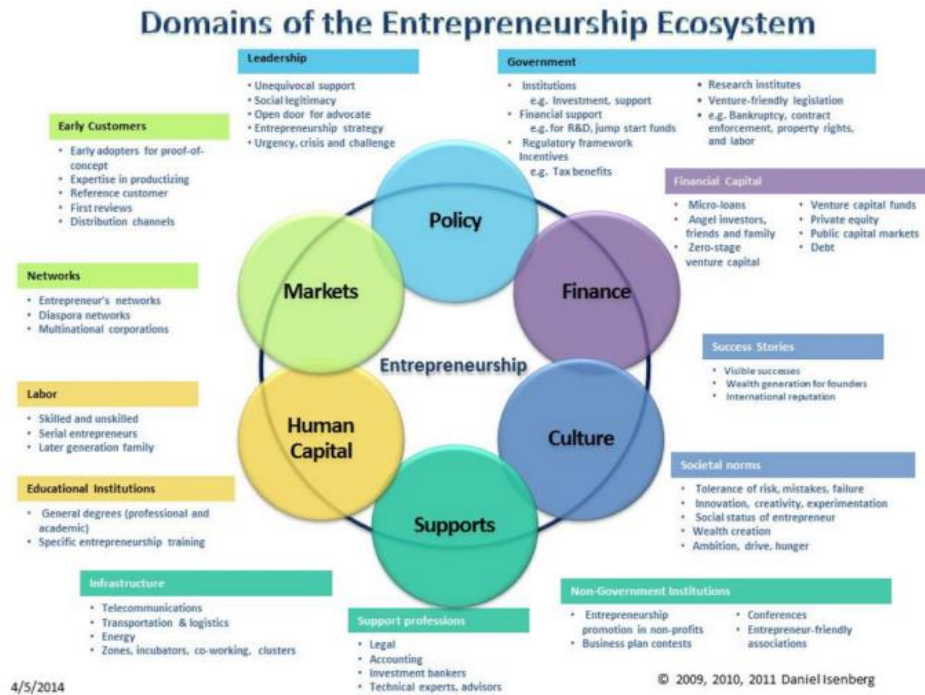 Domains of the Entrepreneurship Ecosystem
Leadership
• Unequivocal support
• Social legitimacy
• Open door for advocate
• Entrepreneurship strategy
• Urgency, crisis and challenge
Government
• Institutions
e.g. Investment, support
• Financial support
e.g. for R&D, jump start funds
• Regulatory framework
Incentives
e.g. Tax benefits
• Research institutes
• Venture-friendly legislation
• e.g. Bankruptcy, contract
enforcement, property rights,
and labor
Early Customers
• Early adopters for proof-of-
concept
• Expertise in productizing
• Reference customer
• First reviews
• Distribution channels
Financial Capital
• Micro-loans
• Angel investors,
friends and family
• Zero-stage
venture capital
• Venture capital funds
• Private equity
• Public capital markets
• Debt
Policy
Markets
Finance
Networks
• Entrepreneur's networks
• Diaspora networks
• Multinational corporations
Entrepreneurship
Success Stories
• Visible successes
• Wealth generation for founders
• International reputation
Labor
• Skilled and unskilled
• Serial entrepreneurs
• Later generation family
Human
Capital
Culture
Supports
Societal norms
• Tolerance of risk, mistakes, failure
• Innovation, creativity, experimentation
• Social status of entrepreneur
• Wealth creation
• Ambition, drive, hunger
Educational Institutions
• General degrees (professional and
academic)
• Specific entrepreneurship training
Infrastructure
• Telecommunications
• Transportation & logistics
• Energy
• Zones, incubators, co-working, clusters
Support professions
• Legal
• Accounting
• Investment bankers
• Technical experts, advisors
Non-Government Institutions
• Entrepreneurship
promotion in non-profits
• Business plan contests
• Conferences
• Entrepreneur-friendly
associations
4/5/2014
© 2009, 2010, 2011 Daniel Isenberg